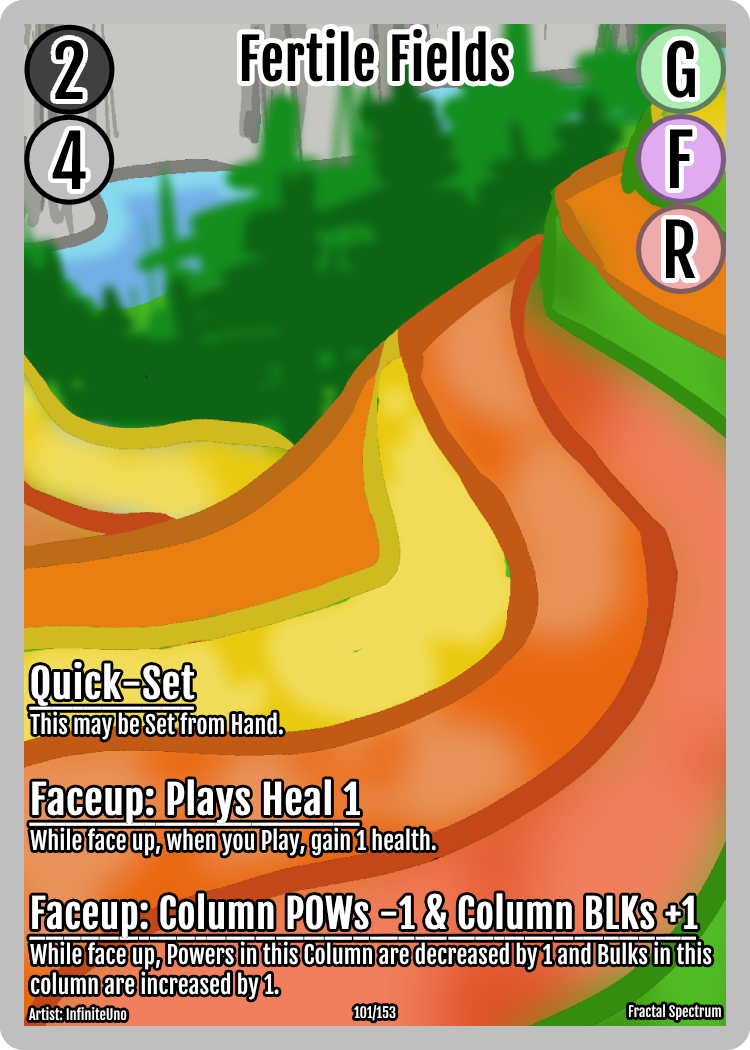 2
Fertile Fields
G
4
F
R
Quick-Set
This may be Set from Hand.
Faceup: Plays Heal 1
While face up, when you Play, gain 1 health.
Faceup: Column POWs -1 & Column BLKs +1
While face up, Powers in this Column are decreased by 1 and Bulks in this
column are increased by 1.
Artist: InfiniteUno
101/153
Fractal Spectrum